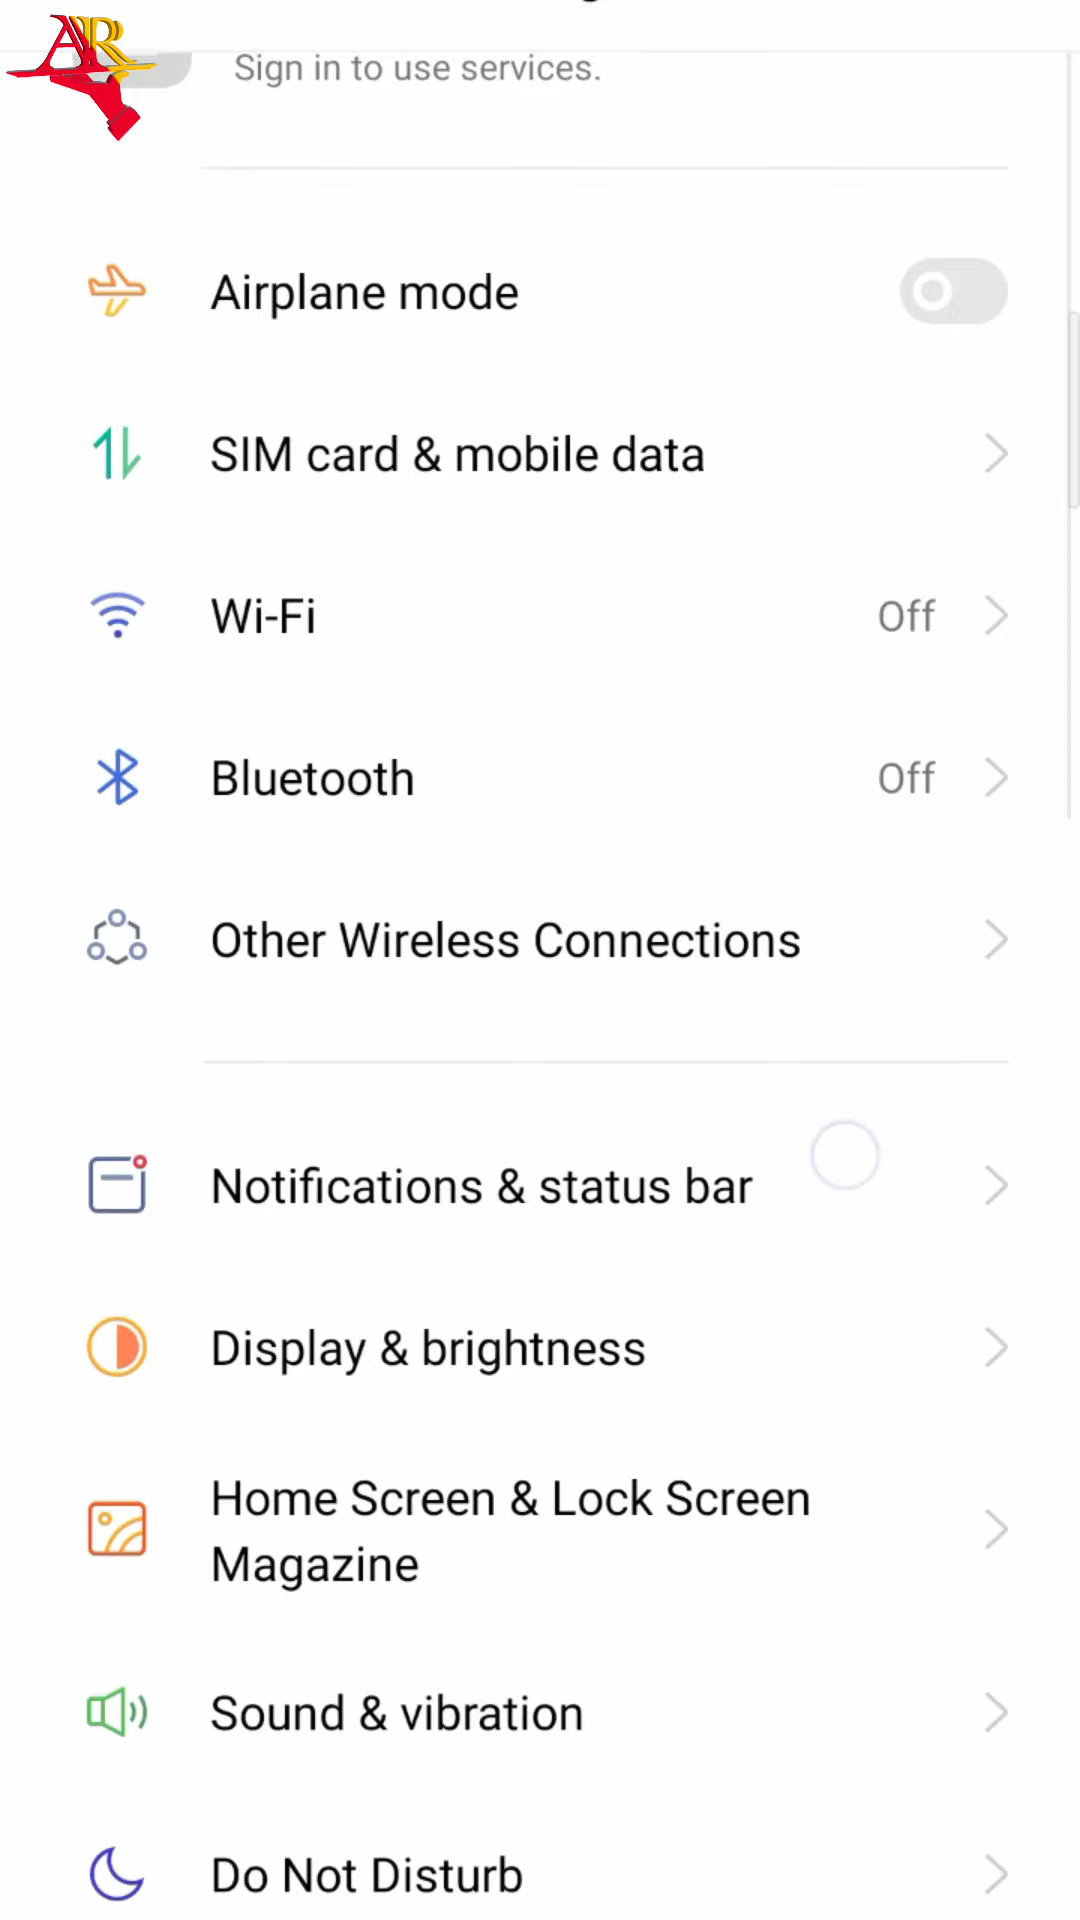 AR
Sign in to use services.
Airplane mode
SIM card & mobile data
Wi-Fi Off
Bluetooth Off
Other Wireless Connections
Notifications & status bar
Display & brightness
Home Screen & Lock Screen
Magazine
Sound & vibration
Do Not Disturb